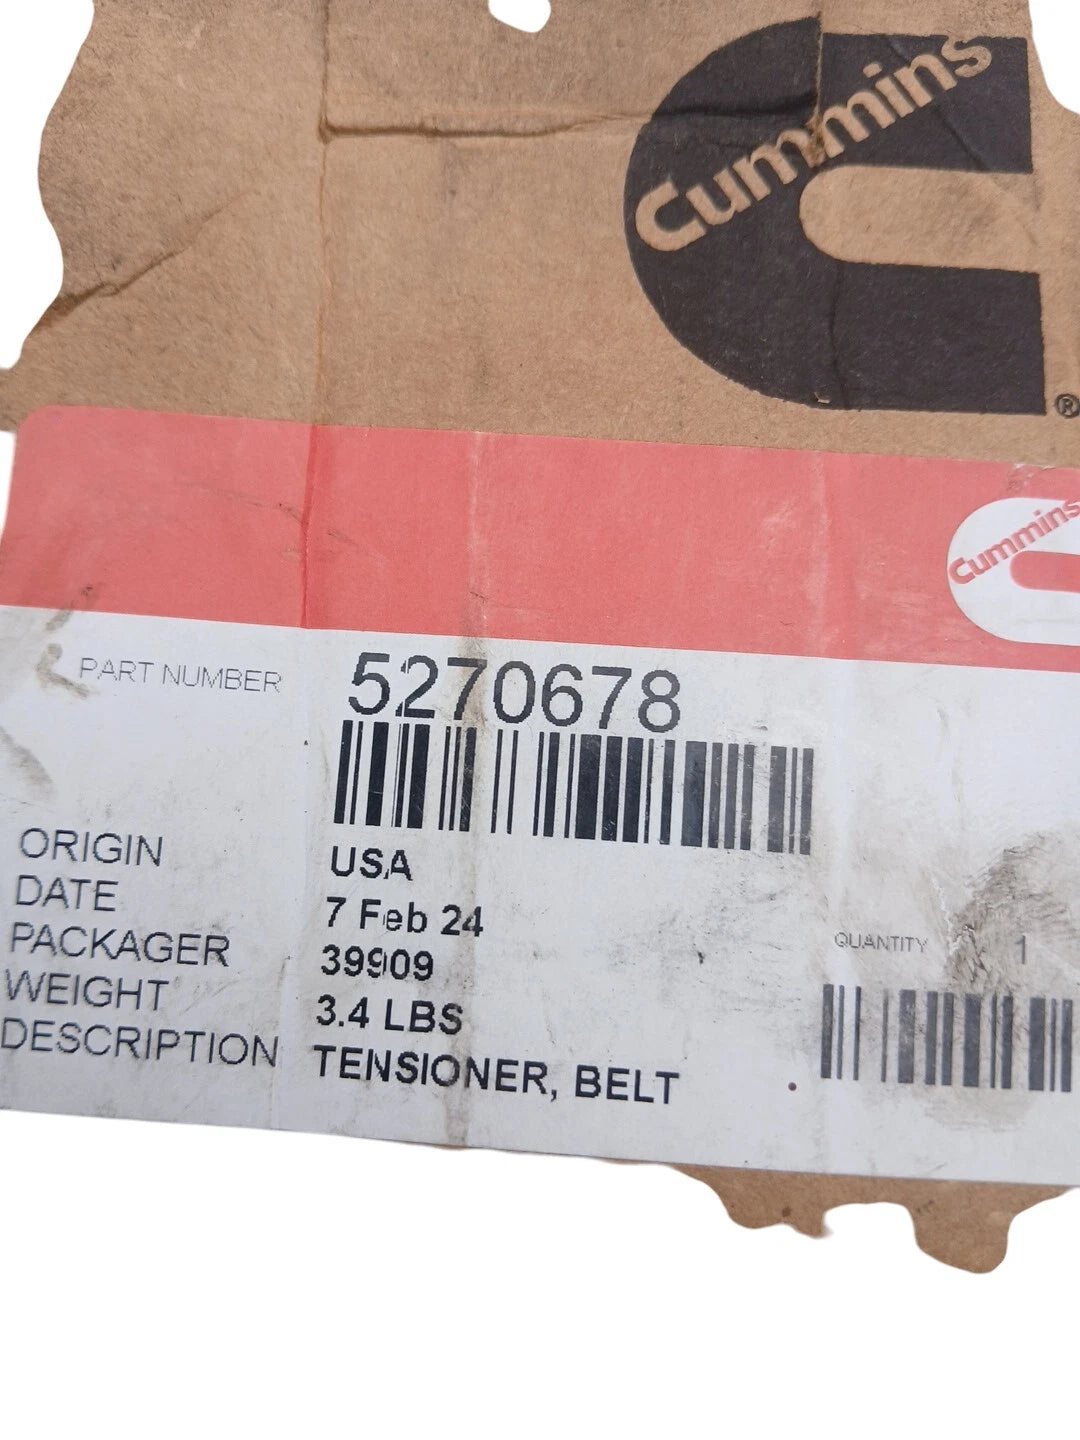 Cummins
®
Cummins
PART NUMBER 5270678
ORIGIN USA
DATE 7 Feb 24
PACKAGER 39909
WEIGHT 3.4 LBS
DESCRIPTION TENSIONER, BELT
QUANTITY 1